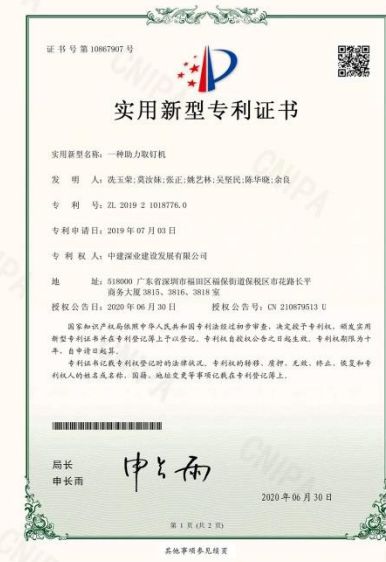 证书号第10867907号
实用新型专利证书
实用新型名称：一种助力取钉机
发 明 人：冼玉荣;莫汝妹;张正;姚艺林;吴坚民;陈华晓;余良
专 利 号：ZL 2019 2 1018776.0
专利申请日：2019年07月03日
专 利 权 人：中建深业建设发展有限公司
地 址：518000 广东省深圳市福田区福保街道保税区市花路长平
商务大厦3815、3816、3818室
授权公告日：2020年06月30日 授权公告号：CN 210879513 U
国家知识产权局依照中华人民共和国专利法经过初步审查，决定授予专利权，颁发实用
新型专利证书并在专利登记簿上予以登记。专利权自授权公告之日起生效。专利权期限为十
年，自申请日起算。
专利证书记载专利权登记时的法律状况。专利权的转移、质押、无效、终止、恢复和专
利权人的姓名或名称、国籍、地址变更等事项记载在专利登记簿上。
局长
申长雨
申长雨
2020年06月30日
第 1 页 (共 2 页)
其他事项参见续页
CNIPA